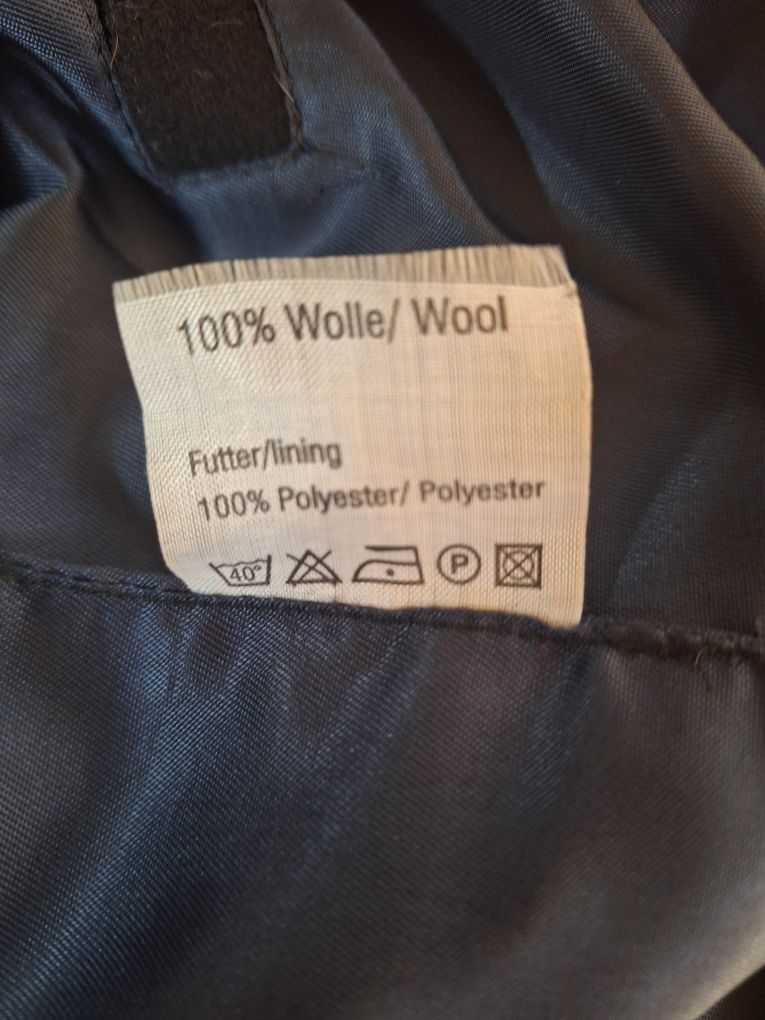 100% Wolle/ Wool
Futter/lining
100% Polyester/ Polyester
40° P